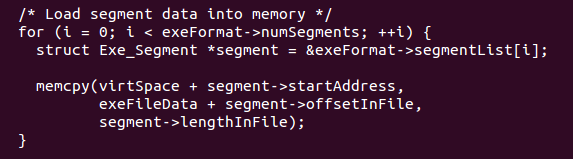 /* Load segment data into memory */
for (i = 0; i < exeFormat->numSegments; ++i) {
  struct Exe_Segment *segment = &exeFormat->segmentList[i];

  memcpy(virtSpace + segment->startAddress,
         exeFileData + segment->offsetInFile,
         segment->lengthInFile);
}